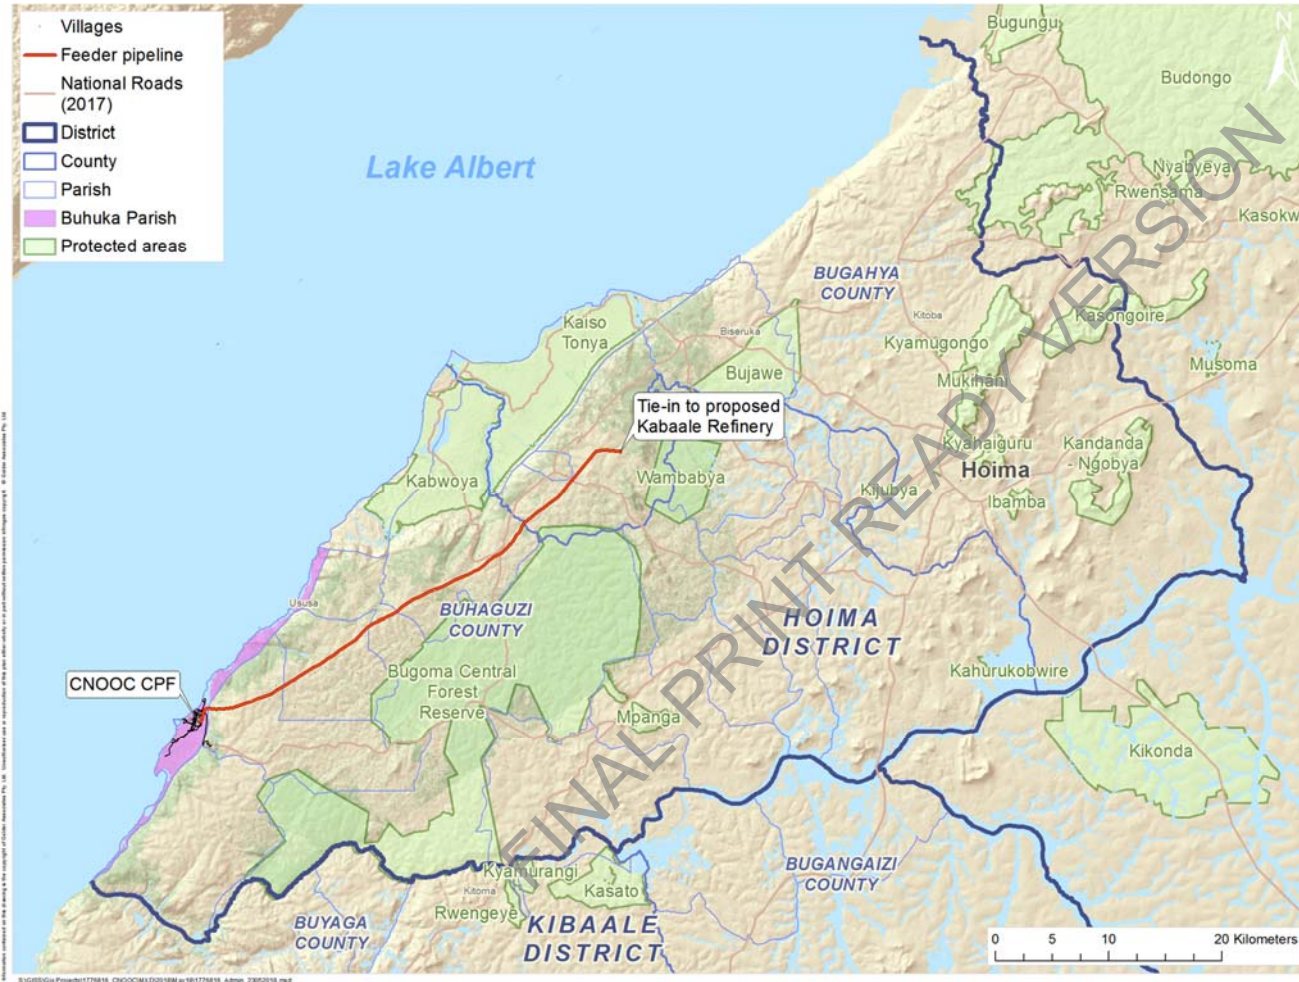 Villages
Feeder pipeline
National Roads
(2017)
District
County
Parish
Buhuka Parish
Protected areas
Lake Albert
Bugungu
N
Budongo
Nyabyeya
Rwensama
Kasokw
BUGAHYA
COUNTY
Kitoba
Kasongoire
Kaiso
Tonya
Biseruka
Kyamugongo
Bujawe
Mukihani
Musoma
Tie-in to proposed
Kabaale Refinery
Kyahaiguru
Hoima
Kandanda
- Ngobya
Kabwoya
Wambabya
Kijubya
Ibamba
Ususa
BUHAGUZI
COUNTY
HOIMA
DISTRICT
CNOOC CPF
Bugoma Central
Forest
Reserve
Kahurukobwire
Mpanga
Kikonda
Kyamurangi
Kitoma
Kasato
Rwengeye
BUGANGAIZI
COUNTY
BUYAGA
COUNTY
KIBAALE
DISTRICT
0 5 10 20 Kilometers
FINAL PRINT READY VERSION